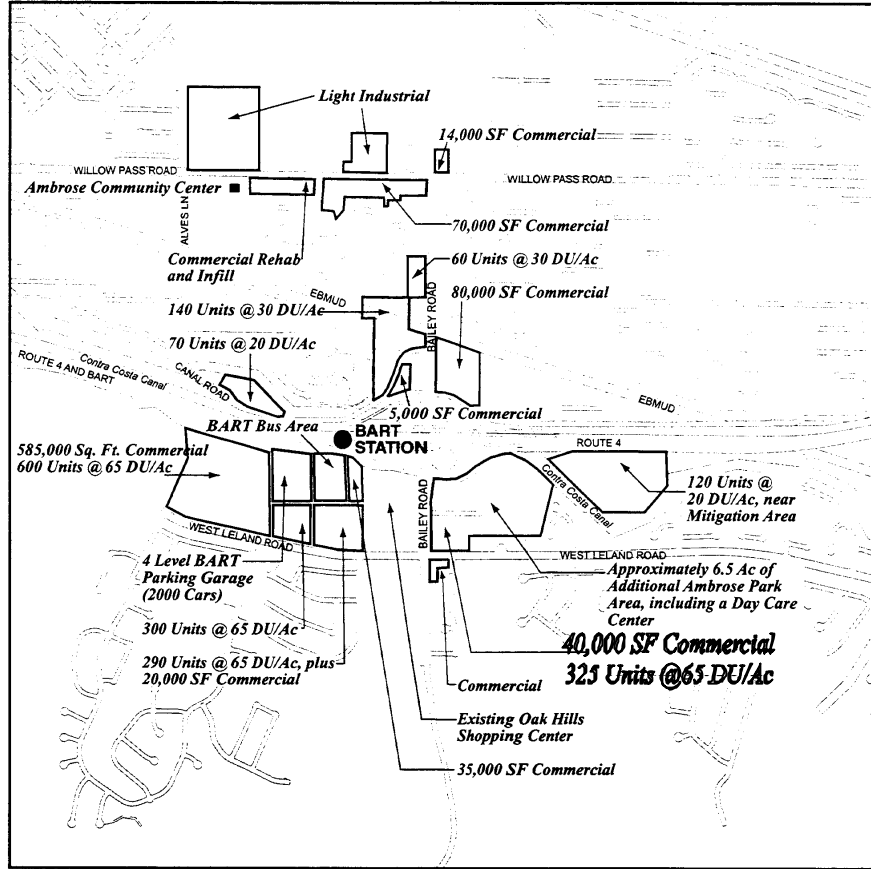 Light Industrial
14,000 SF Commercial
WILLOW PASS ROAD
WILLOW PASS ROAD
Ambrose Community Center
ALVES LN
70,000 SF Commercial
Commercial Rehab
and Infill
60 Units @ 30 DU/Ac
EBMUD
80,000 SF Commercial
140 Units @ 30 DU/Ac
BAILEY ROAD
70 Units @ 20 DU/Ac
Contra Costa Canal
ROUTE 4 AND BART
CANAL ROAD
5,000 SF Commercial
EBMUD
BART Bus Area
BART
STATION
ROUTE 4
585,000 Sq. Ft. Commercial
600 Units @ 65 DU/Ac
120 Units @
20 DU/Ac, near
Mitigation Area
Contra Costa Canal
BAILEY ROAD
WEST LELAND ROAD
WEST LELAND ROAD
4 Level BART
Parking Garage
(2000 Cars)
Approximately 6.5 Ac of
Additional Ambrose Park
Area, including a Day Care
Center
300 Units @ 65 DU/Ac
40,000 SF Commercial
325 Units @65 DU/Ac
290 Units @ 65 DU/Ac, plus
20,000 SF Commercial
Commercial
Existing Oak Hills
Shopping Center
35,000 SF Commercial